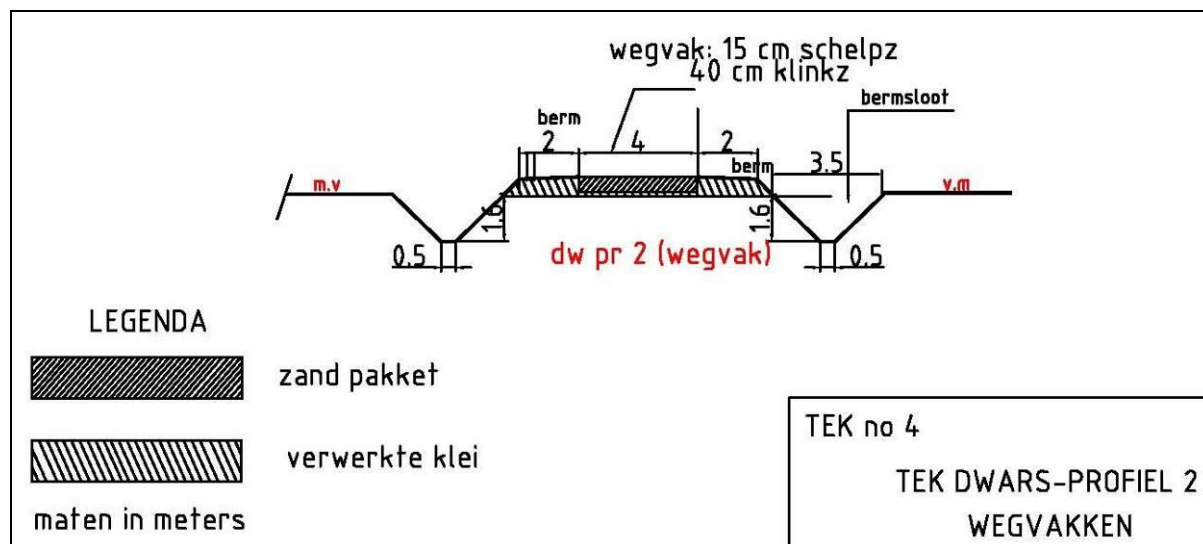 wegvak: 15 cm schelpz
40 cm klinkz
bermsloot
berm
2
4
2
berm
3.5
m.v
v.m
1.6
1.6
0.5
dw pr 2 (wegvak)
0.5
LEGENDA
zand pakket
verwerkte klei
maten in meters
TEK no 4
TEK DWARS-PROFIEL 2
WEGVAKKEN